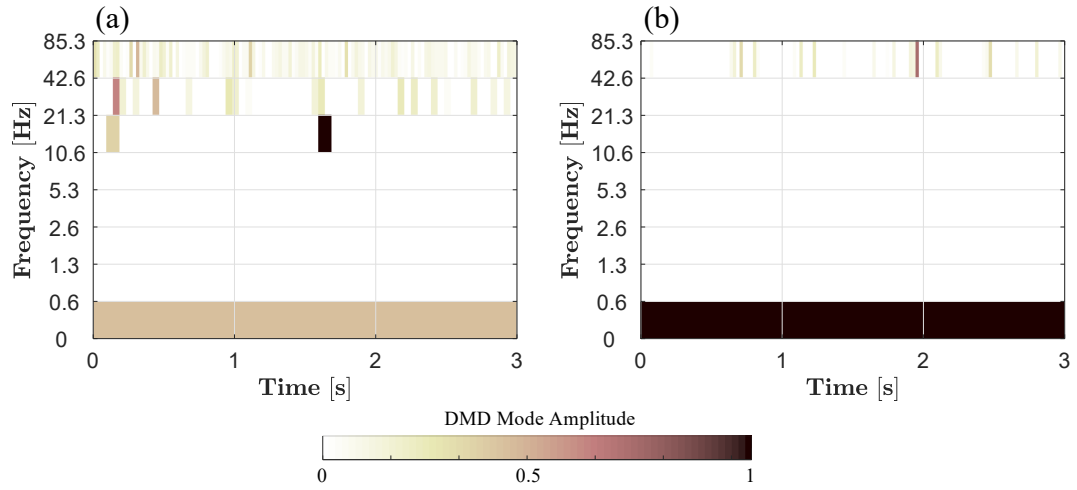 (a)
(b)
85.3
42.6
21.3
10.6
5.3
2.6
1.3
0.6
0
Frequency [Hz]
0 1 2 3
Time [s]
85.3
42.6
21.3
10.6
5.3
2.6
1.3
0.6
0
Frequency [Hz]
0 1 2 3
Time [s]
DMD Mode Amplitude
0 0.5 1